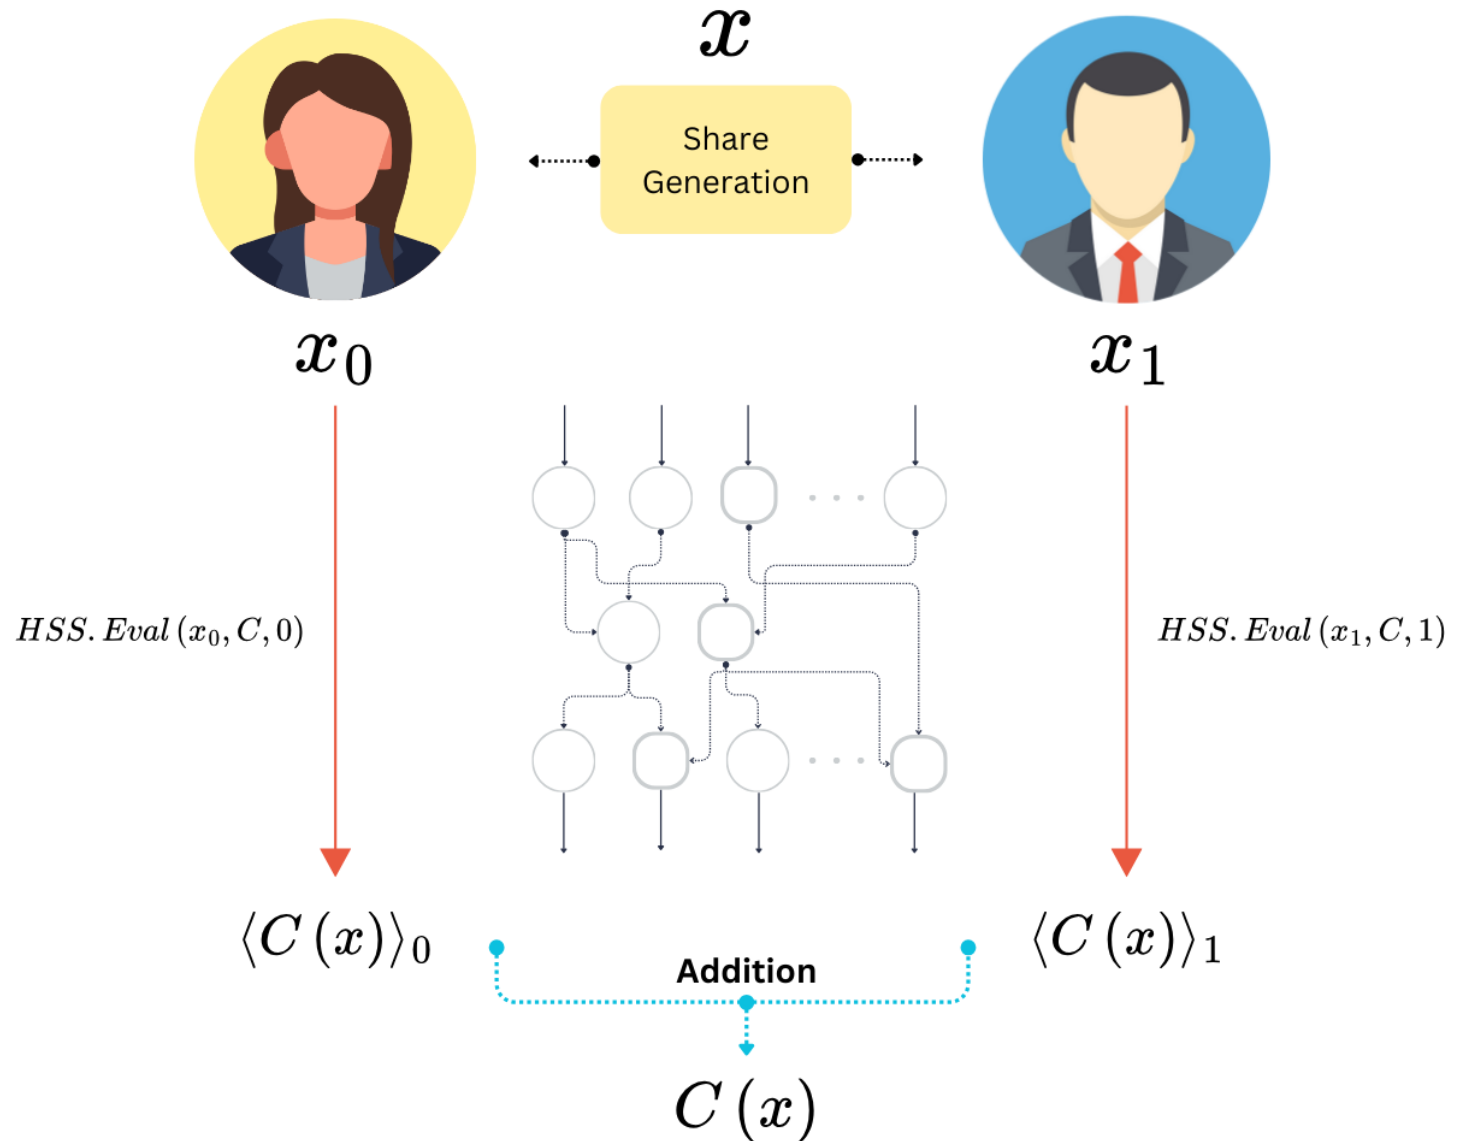 x
Share
Generation
x₀
x₁
HSS.Eval (x₀, C, 0)
HSS.Eval (x₁, C, 1)
⟨C (x)⟩₀
⟨C (x)⟩₁
Addition
C (x)